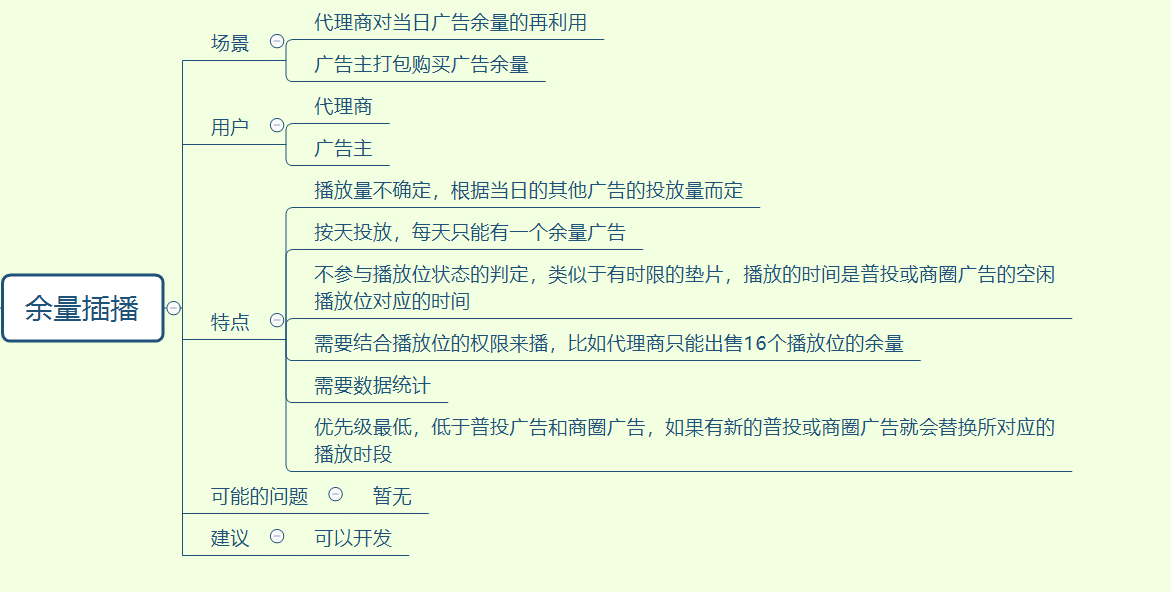 场景
代理商对当日广告余量的再利用
广告主打包购买广告余量
用户
代理商
广告主
余量插播
特点
播放量不确定，根据当日的其他广告的投放量而定
按天投放，每天只能有一个余量广告
不参与播放位状态的判定，类似于有时限的垫片，播放的时间是普投或商圈广告的空闲
播放位对应的时间
需要结合播放位的权限来播，比如代理商只能出售16个播放位的余量
需要数据统计
优先级最低，低于普投广告和商圈广告，如果有新的普投或商圈广告就会替换所对应的
播放时段
可能的问题
暂无
建议
可以开发